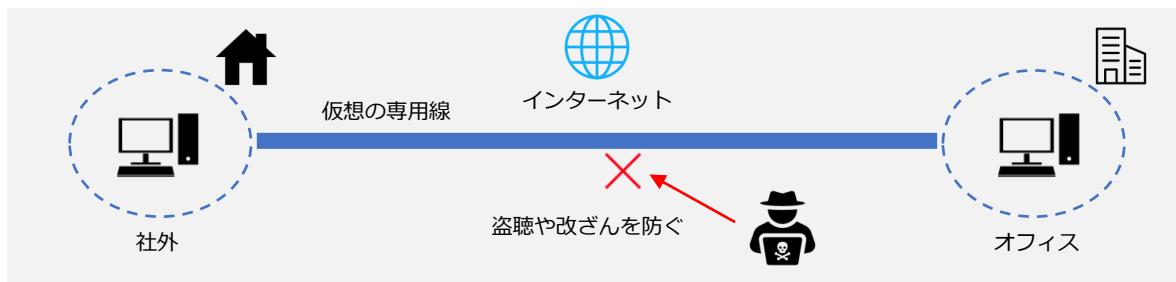 インターネット
仮想の専用線
盗聴や改ざんを防ぐ
社外
オフィス